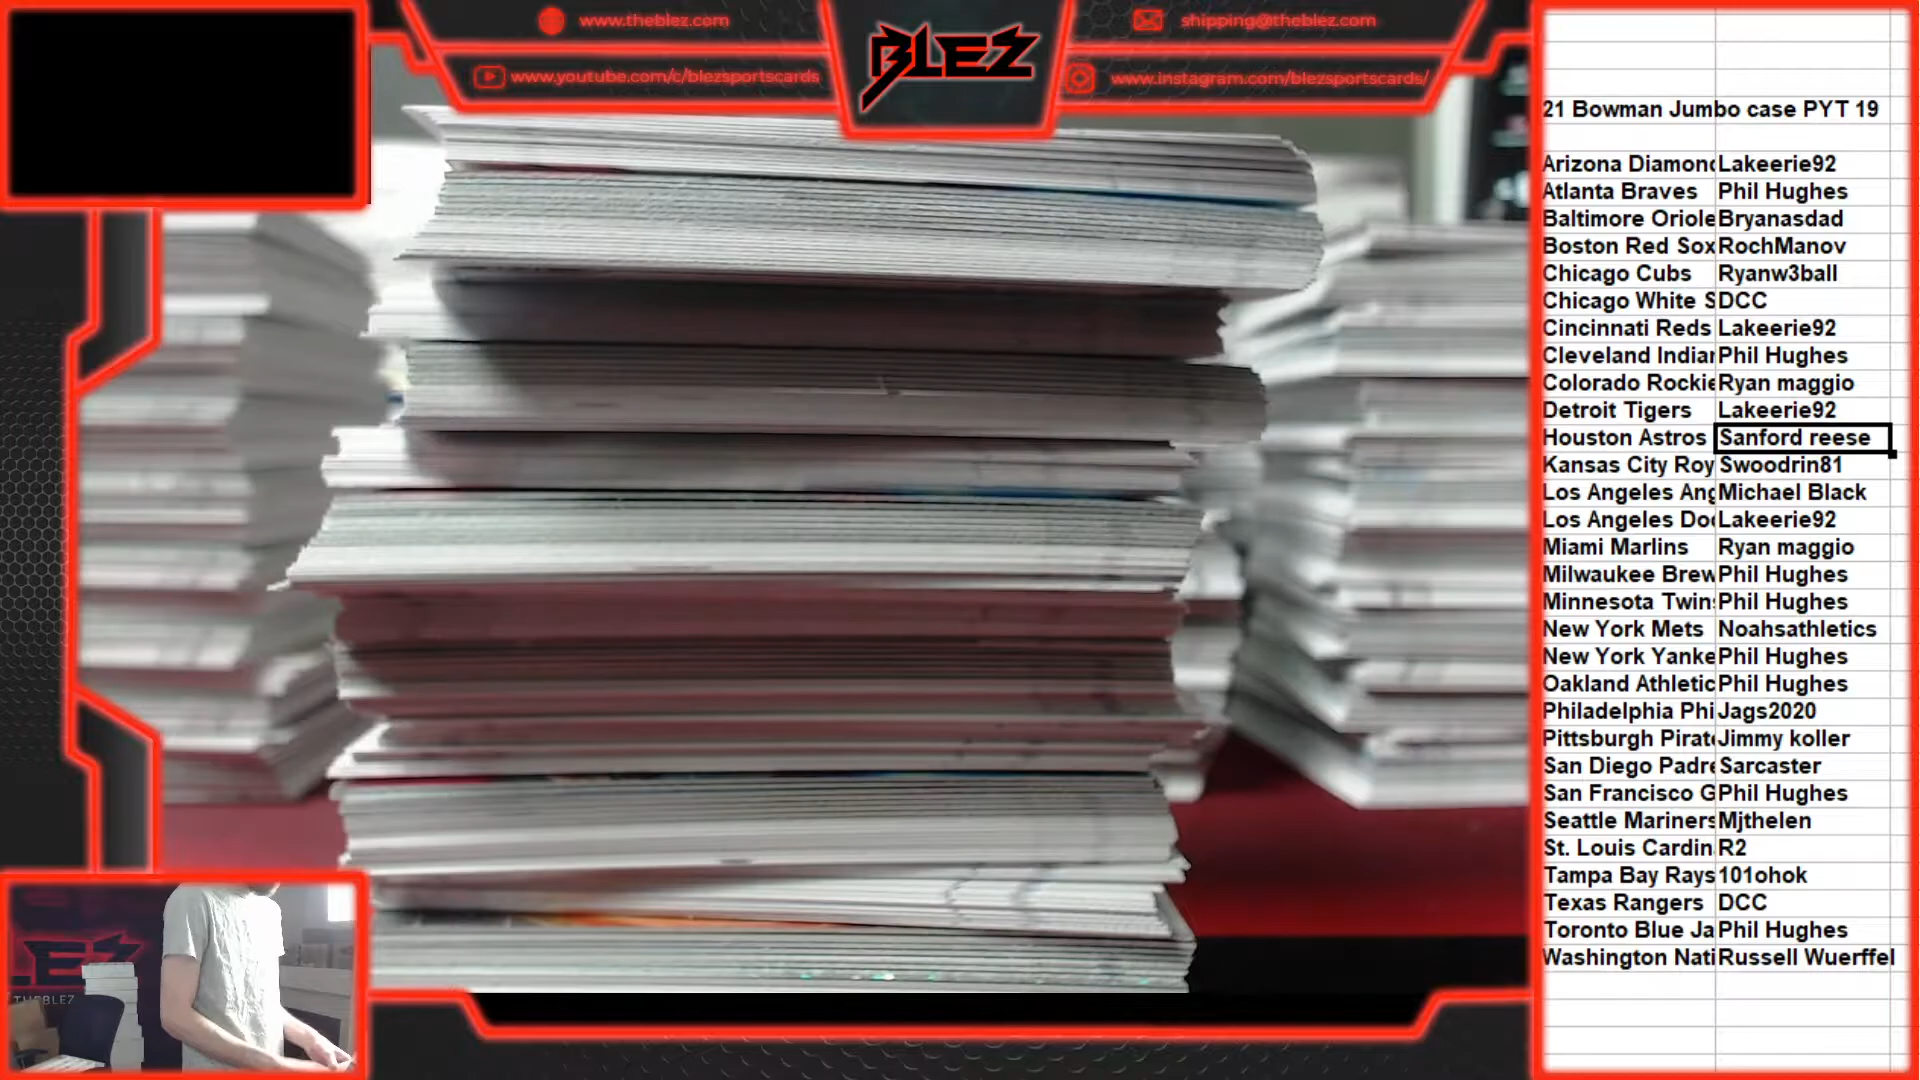 www.theblez.com
www.youtube.com/c/blezsportscards
BLEZ
shipping@theblez.com
www.instagram.com/blezsportscards/
21 Bowman Jumbo case PYT 19
Arizona Diamond Lakeerie92
Atlanta Braves Phil Hughes
Baltimore Oriole Bryanasdad
Boston Red Sox RochManov
Chicago Cubs Ryanw3ball
Chicago White S DCC
Cincinnati Reds Lakeerie92
Cleveland Indian Phil Hughes
Colorado Rockie Ryan maggio
Detroit Tigers Lakeerie92
Houston Astros Sanford reese
Kansas City Roy Swoodrin81
Los Angeles Ang Michael Black
Los Angeles Dod Lakeerie92
Miami Marlins Ryan maggio
Milwaukee Brew Phil Hughes
Minnesota Twins Phil Hughes
New York Mets Noahsathletics
New York Yanke Phil Hughes
Oakland Athletic Phil Hughes
Philadelphia Phi Jags2020
Pittsburgh Pirate Jimmy koller
San Diego Padre Sarcaster
San Francisco G Phil Hughes
Seattle Mariners Mjthelen
St. Louis Cardin R2
Tampa Bay Rays 101ohok
Texas Rangers DCC
Toronto Blue Ja Phil Hughes
Washington Nati Russell Wuerffel
LEZ
THEBLEZ